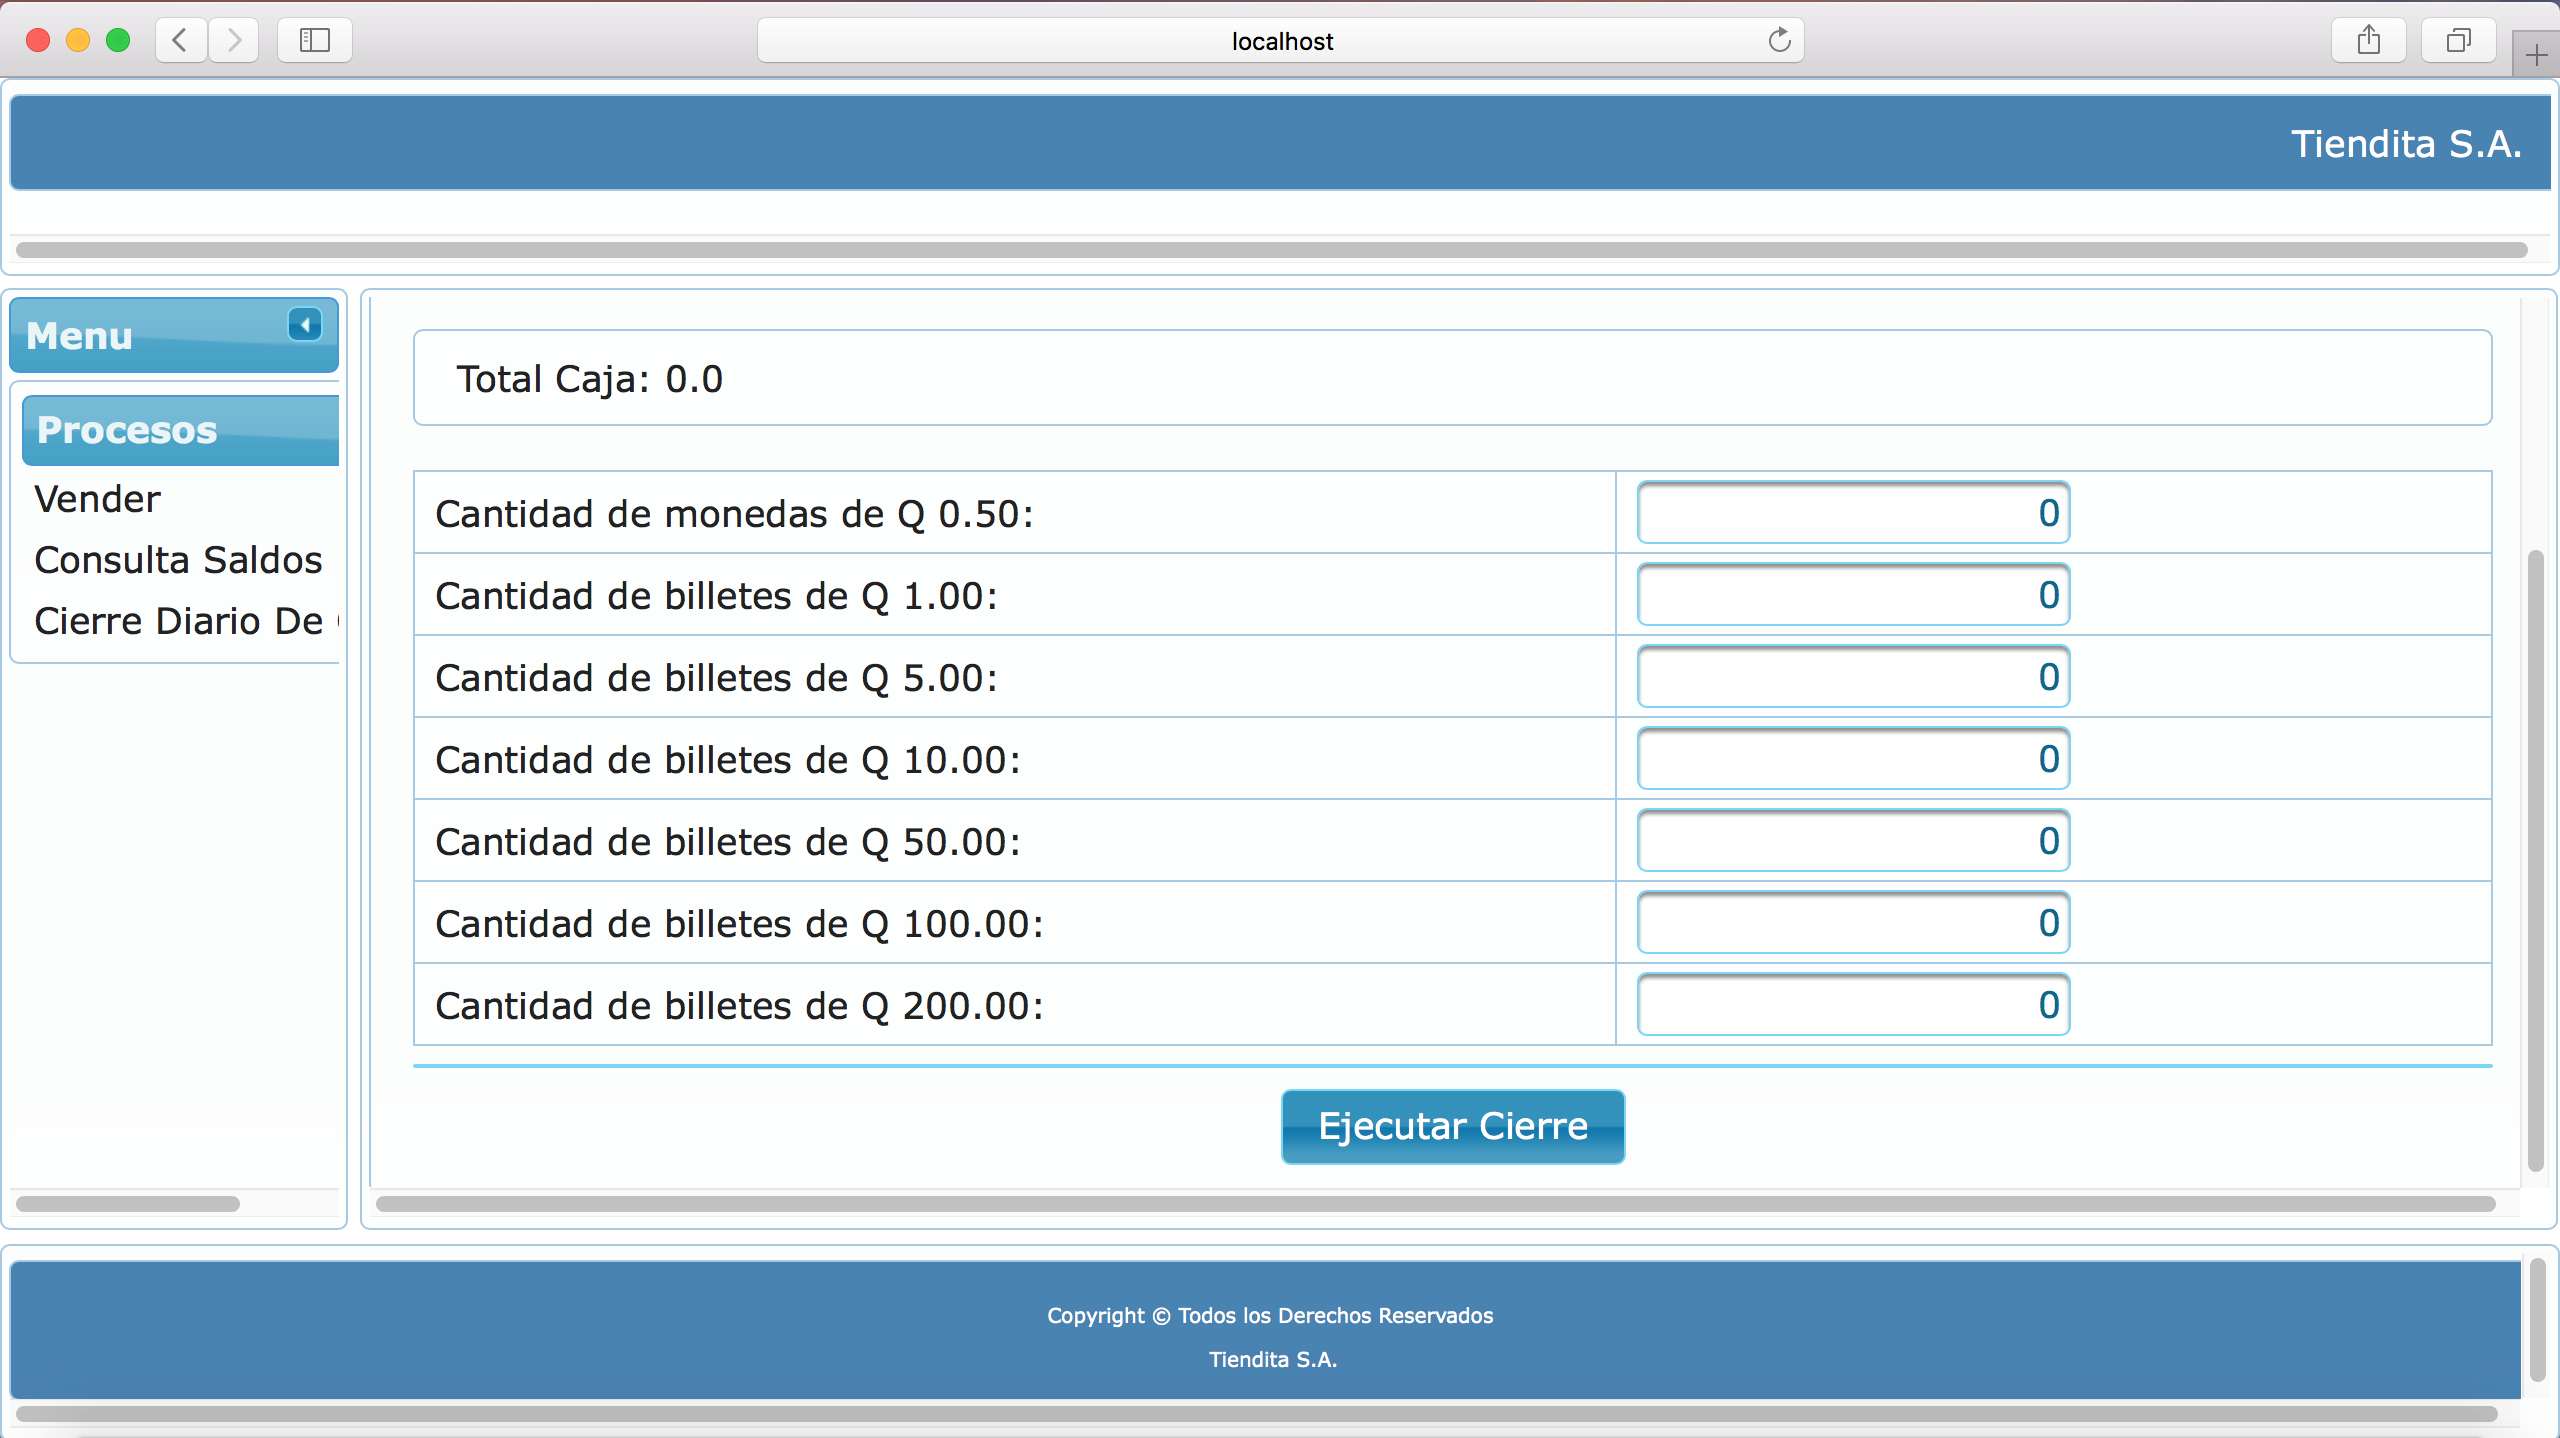 localhost
Tiendita S.A.
Menu
Procesos
Vender
Consulta Saldos
Cierre Diario De
Total Caja: 0.0
Cantidad de monedas de Q 0.50: 0
Cantidad de billetes de Q 1.00: 0
Cantidad de billetes de Q 5.00: 0
Cantidad de billetes de Q 10.00: 0
Cantidad de billetes de Q 50.00: 0
Cantidad de billetes de Q 100.00: 0
Cantidad de billetes de Q 200.00: 0
Ejecutar Cierre
Copyright © Todos los Derechos Reservados
Tiendita S.A.